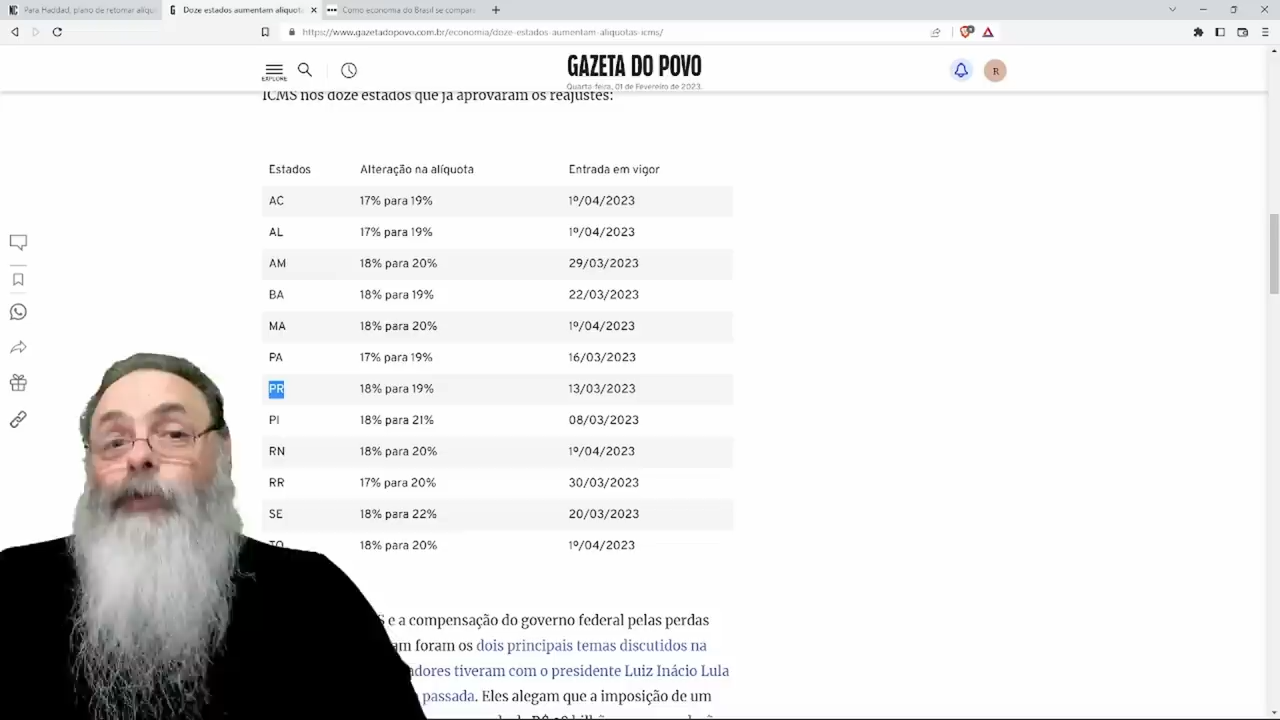 Para Haddad, plano de retomar alíqu
Doze estados aumentam alíquota
Como economia do Brasil se compar
https://www.gazetadopovo.com.br/economia/doze-estados-aumentam-aliquotas-icms/
EXPLORE
GAZETA DO POVO
R
Quarta-feira, 01 de Fevereiro de 2023.
ICMS nos doze estados que já aprovaram os reajustes:
Estados Alteração na alíquota Entrada em vigor
AC 17% para 19% 1º/04/2023
AL 17% para 19% 1º/04/2023
AM 18% para 20% 29/03/2023
BA 18% para 19% 22/03/2023
MA 18% para 20% 1º/04/2023
PA 17% para 19% 16/03/2023
PR 18% para 19% 13/03/2023
PI 18% para 21% 08/03/2023
RN 18% para 20% 1º/04/2023
RR 17% para 20% 30/03/2023
SE 18% para 22% 20/03/2023
TO 18% para 20% 1º/04/2023
e a compensação do governo federal pelas perdas
am foram os dois principais temas discutidos na
adores tiveram com o presidente Luiz Inácio Lula
passada. Eles alegam que a imposição de um